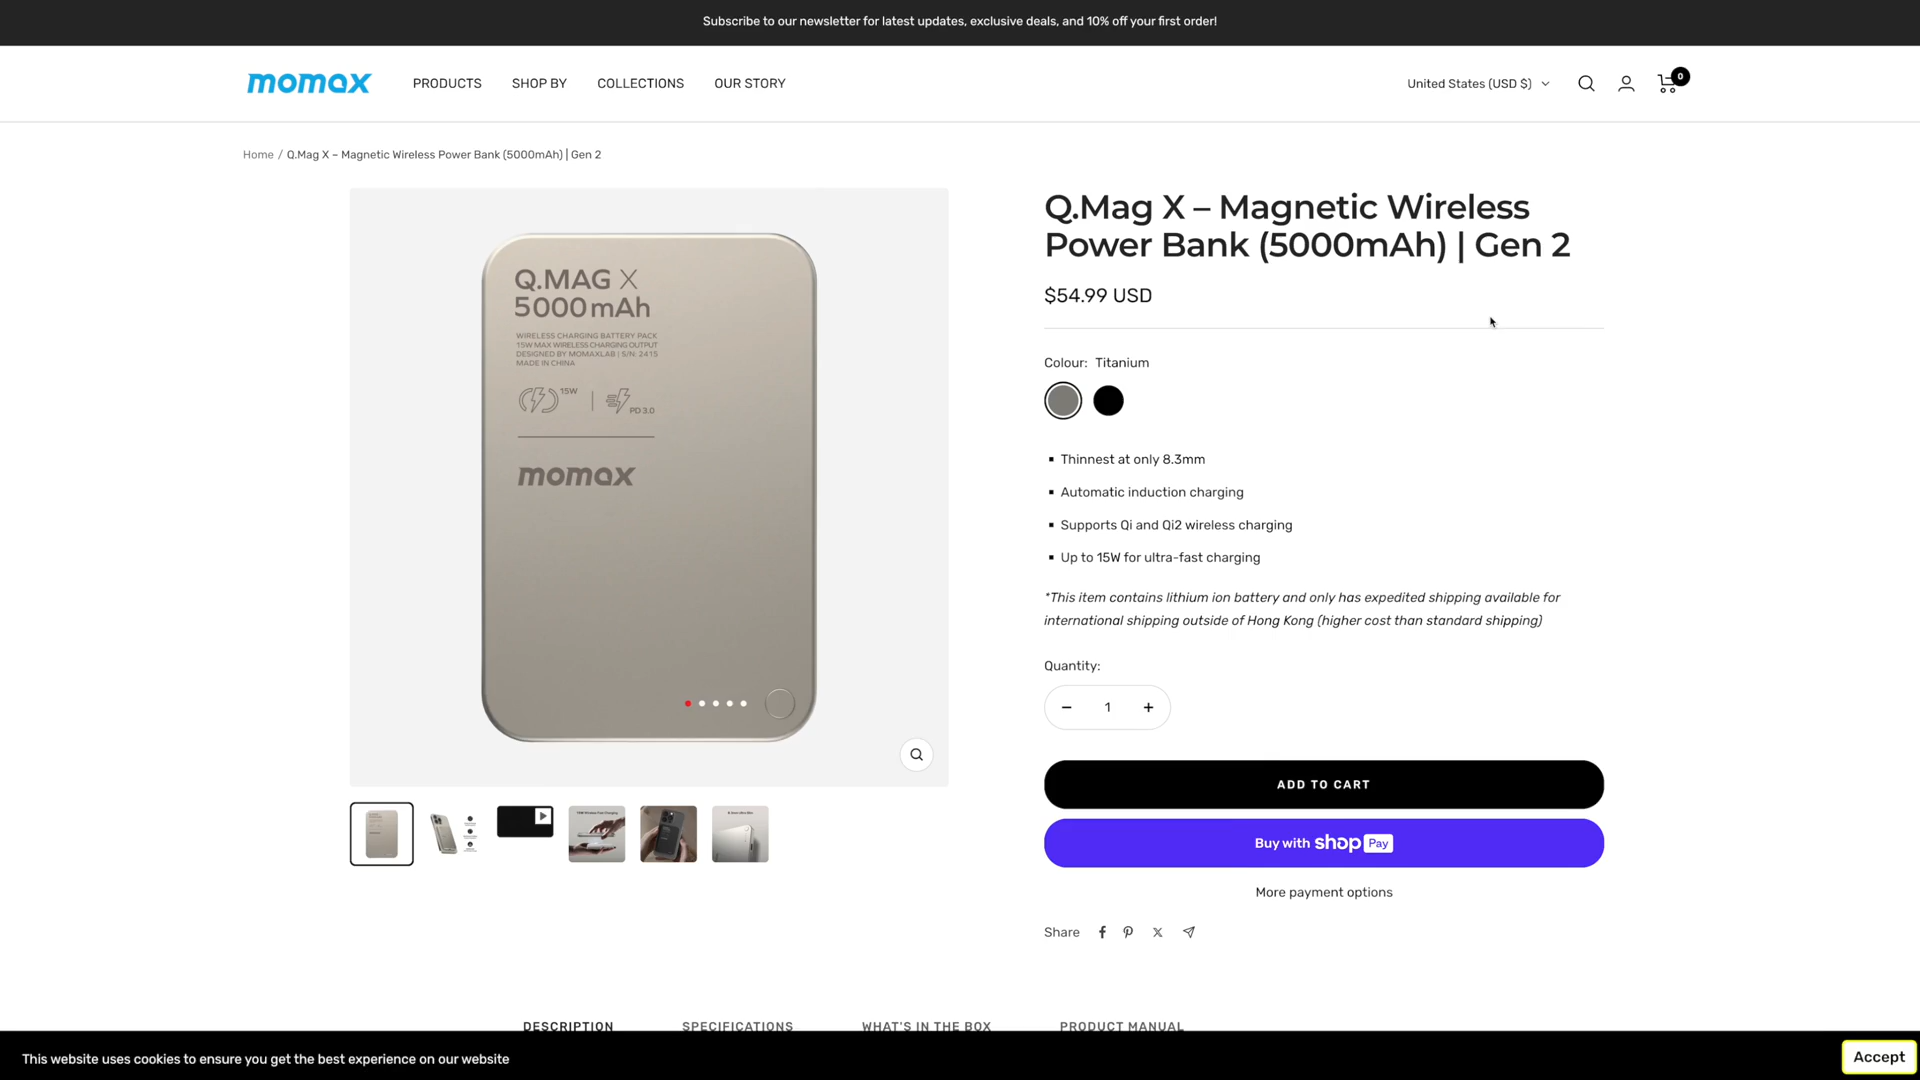 Subscribe to our newsletter for latest updates, exclusive deals, and 10% off your first order!
momax
PRODUCTS
SHOP BY
COLLECTIONS
OUR STORY
United States (USD $)
0
Home / Q.Mag X – Magnetic Wireless Power Bank (5000mAh) | Gen 2
Q.MAG X
5000mAh
WIRELESS CHARGING BATTERY PACK
15W MAX WIRELESS CHARGING OUTPUT
DESIGNED BY MOMAXLAB | S/N: 2415
MADE IN CHINA
15W
PD 3.0
momax
Q.Mag X – Magnetic Wireless
Power Bank (5000mAh) | Gen 2
$54.99 USD
Colour: Titanium
Thinnest at only 8.3mm
Automatic induction charging
Supports Qi and Qi2 wireless charging
Up to 15W for ultra-fast charging
*This item contains lithium ion battery and only has expedited shipping available for
international shipping outside of Hong Kong (higher cost than standard shipping)
Quantity:
− 1 +
ADD TO CART
Buy with shop Pay
More payment options
Share
DESCRIPTION
SPECIFICATIONS
WHAT'S IN THE BOX
PRODUCT MANUAL
This website uses cookies to ensure you get the best experience on our website
Accept